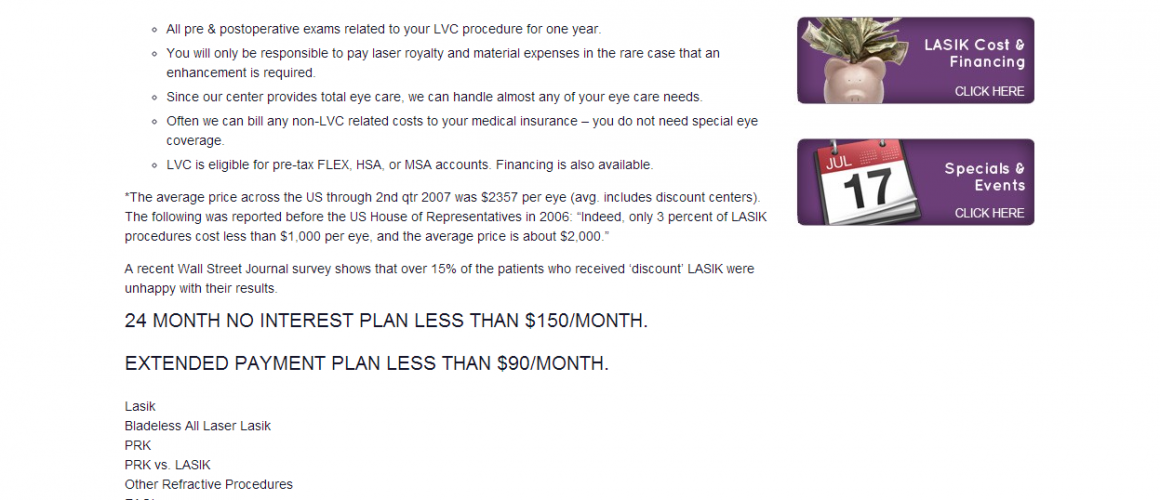 All pre & postoperative exams related to your LVC procedure for one year.
You will only be responsible to pay laser royalty and material expenses in the rare case that an
enhancement is required.
Since our center provides total eye care, we can handle almost any of your eye care needs.
Often we can bill any non-LVC related costs to your medical insurance – you do not need special eye
coverage.
LVC is eligible for pre-tax FLEX, HSA, or MSA accounts. Financing is also available.
*The average price across the US through 2nd qtr 2007 was $2357 per eye (avg. includes discount centers).
The following was reported before the US House of Representatives in 2006: “Indeed, only 3 percent of LASIK
procedures cost less than $1,000 per eye, and the average price is about $2,000.”
A recent Wall Street Journal survey shows that over 15% of the patients who received ‘discount’ LASIK were
unhappy with their results.
24 MONTH NO INTEREST PLAN LESS THAN $150/MONTH.
EXTENDED PAYMENT PLAN LESS THAN $90/MONTH.
Lasik
Bladeless All Laser Lasik
PRK
PRK vs. LASIK
Other Refractive Procedures
LASIK Cost &
Financing
CLICK HERE
JUL
17
Specials &
Events
CLICK HERE